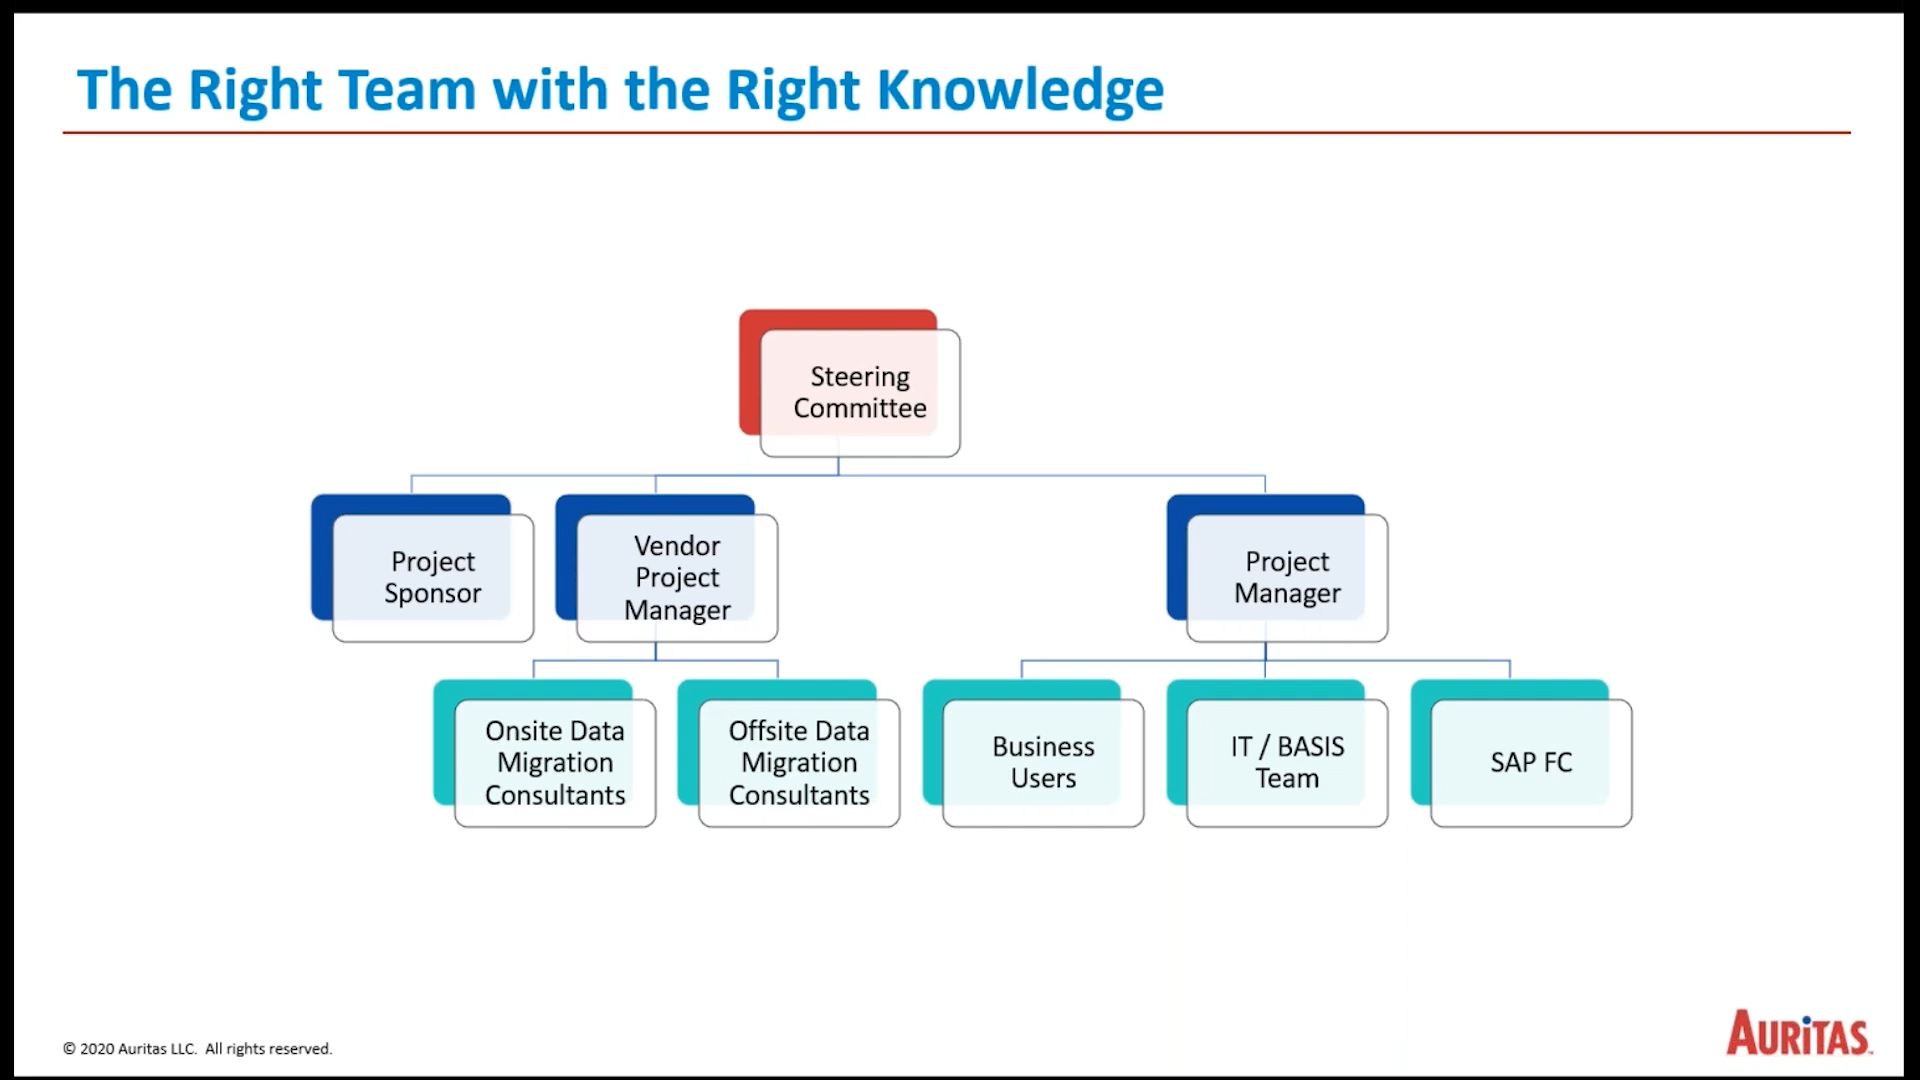 The Right Team with the Right Knowledge
Steering
Committee
Project
Sponsor
Vendor
Project
Manager
Project
Manager
Onsite Data
Migration
Consultants
Offsite Data
Migration
Consultants
Business
Users
IT / BASIS
Team
SAP FC
© 2020 Auritas LLC. All rights reserved.
AURiTAS